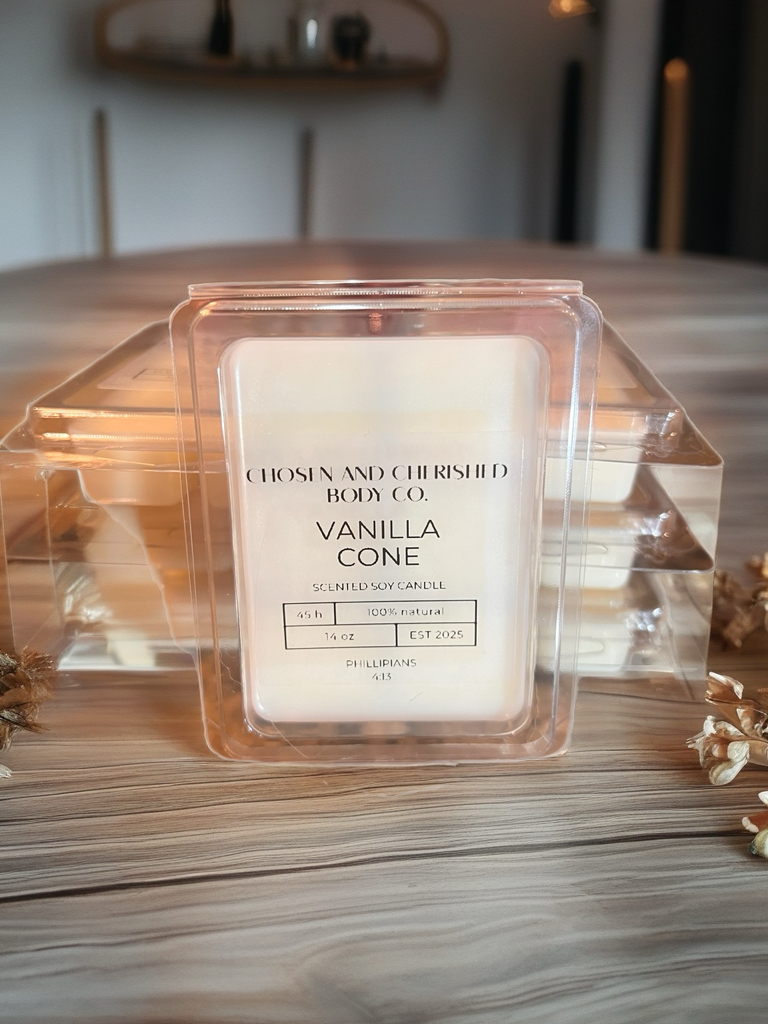 CHOSEN AND CHERISHED
BODY CO.
VANILLA
CONE
SCENTED SOY CANDLE
45 h 100% natural
14 oz EST 2025
PHILLIPIANS
4:13